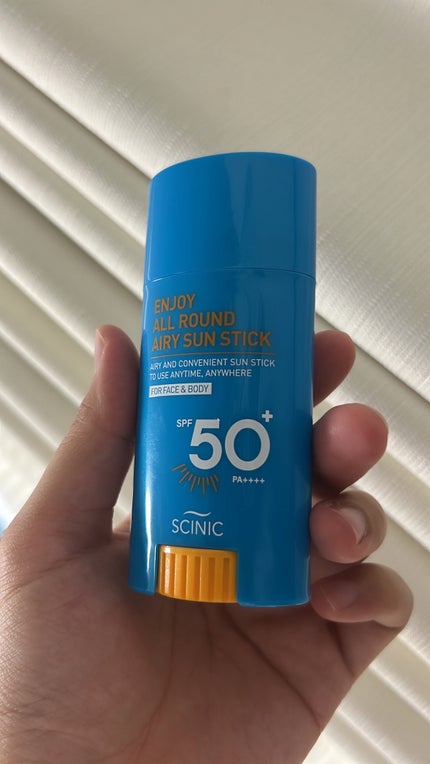 ENJOY
ALL ROUND
AIRY SUN STICK
AIRY AND CONVENIENT SUN STICK
TO USE ANYTIME, ANYWHERE
FOR FACE & BODY
SPF 50+
PA++++
SCINIC